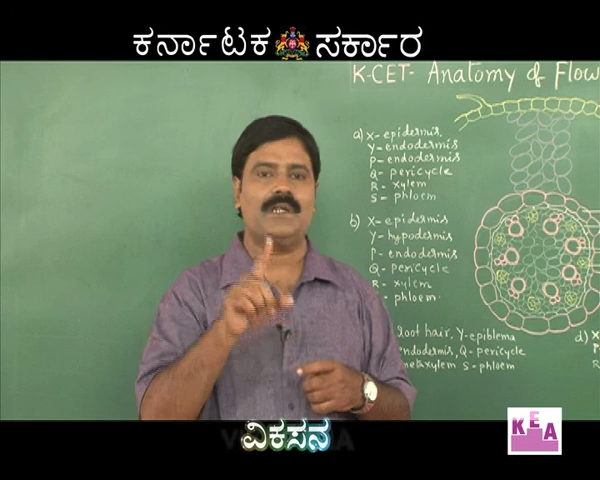 ಕರ್ನಾಟಕ ಸರ್ಕಾರ
K-CET- Anatomy of Flow
a) X- epidermis,
Y- endodermis
P- endodermis
Q- pericycle
R- xylem
S- phloem
b) X- epidermis
Y- hypodermis
P- endodermis
Q- pericycle
R- xylem
- phloem.
root hair, Y-epiblema
endodermis, Q- pericycle
metaxylem S- phloem
d) X
P
R
ವಿಕಸನ
KEA